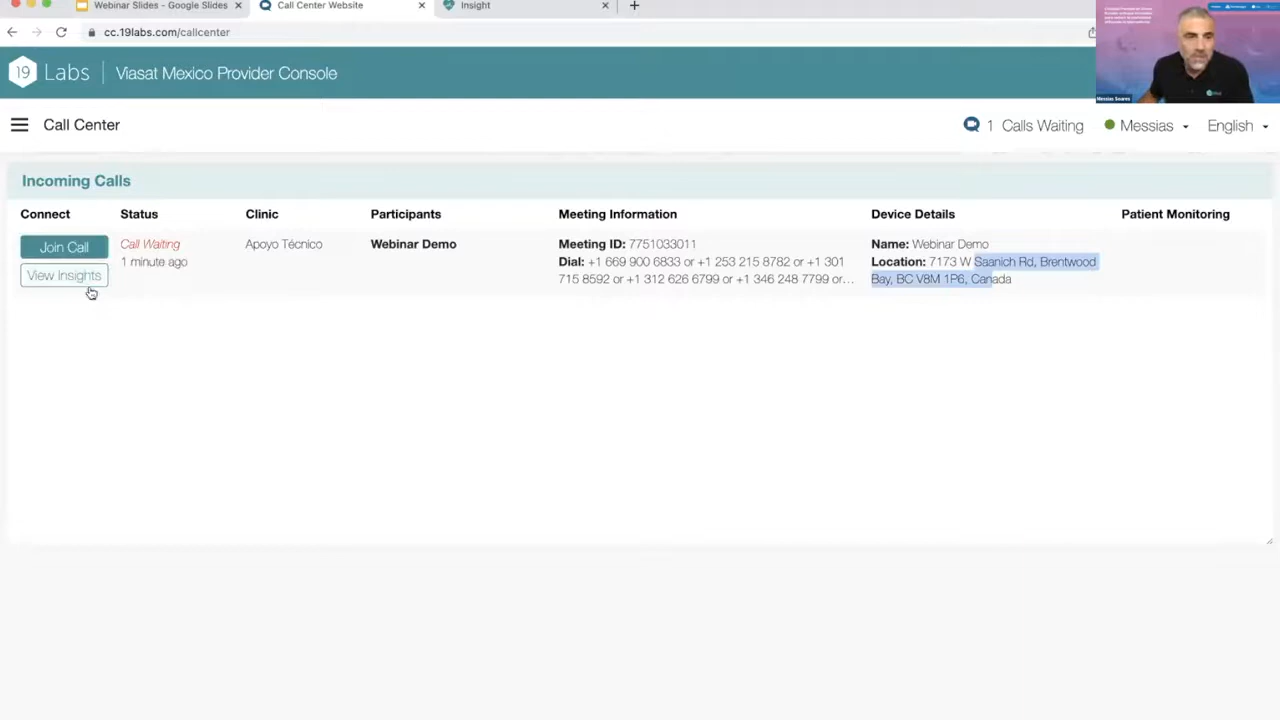 Webinar Slides - Google Slides
Call Center Website
Insight
cc.19labs.com/callcenter
19 Labs
Viasat Mexico Provider Console
Messias Soares
Call Center
1 Calls Waiting
Messias
English
Incoming Calls
Connect Status Clinic Participants Meeting Information Device Details Patient Monitoring
Join Call
View Insights
Call Waiting
1 minute ago
Apoyo Técnico
Webinar Demo
Meeting ID: 7751033011
Dial: +1 669 900 6833 or +1 253 215 8782 or +1 301
715 8592 or +1 312 626 6799 or +1 346 248 7799 or...
Name: Webinar Demo
Location: 7173 W Saanich Rd, Brentwood
Bay, BC V8M 1P6, Canada